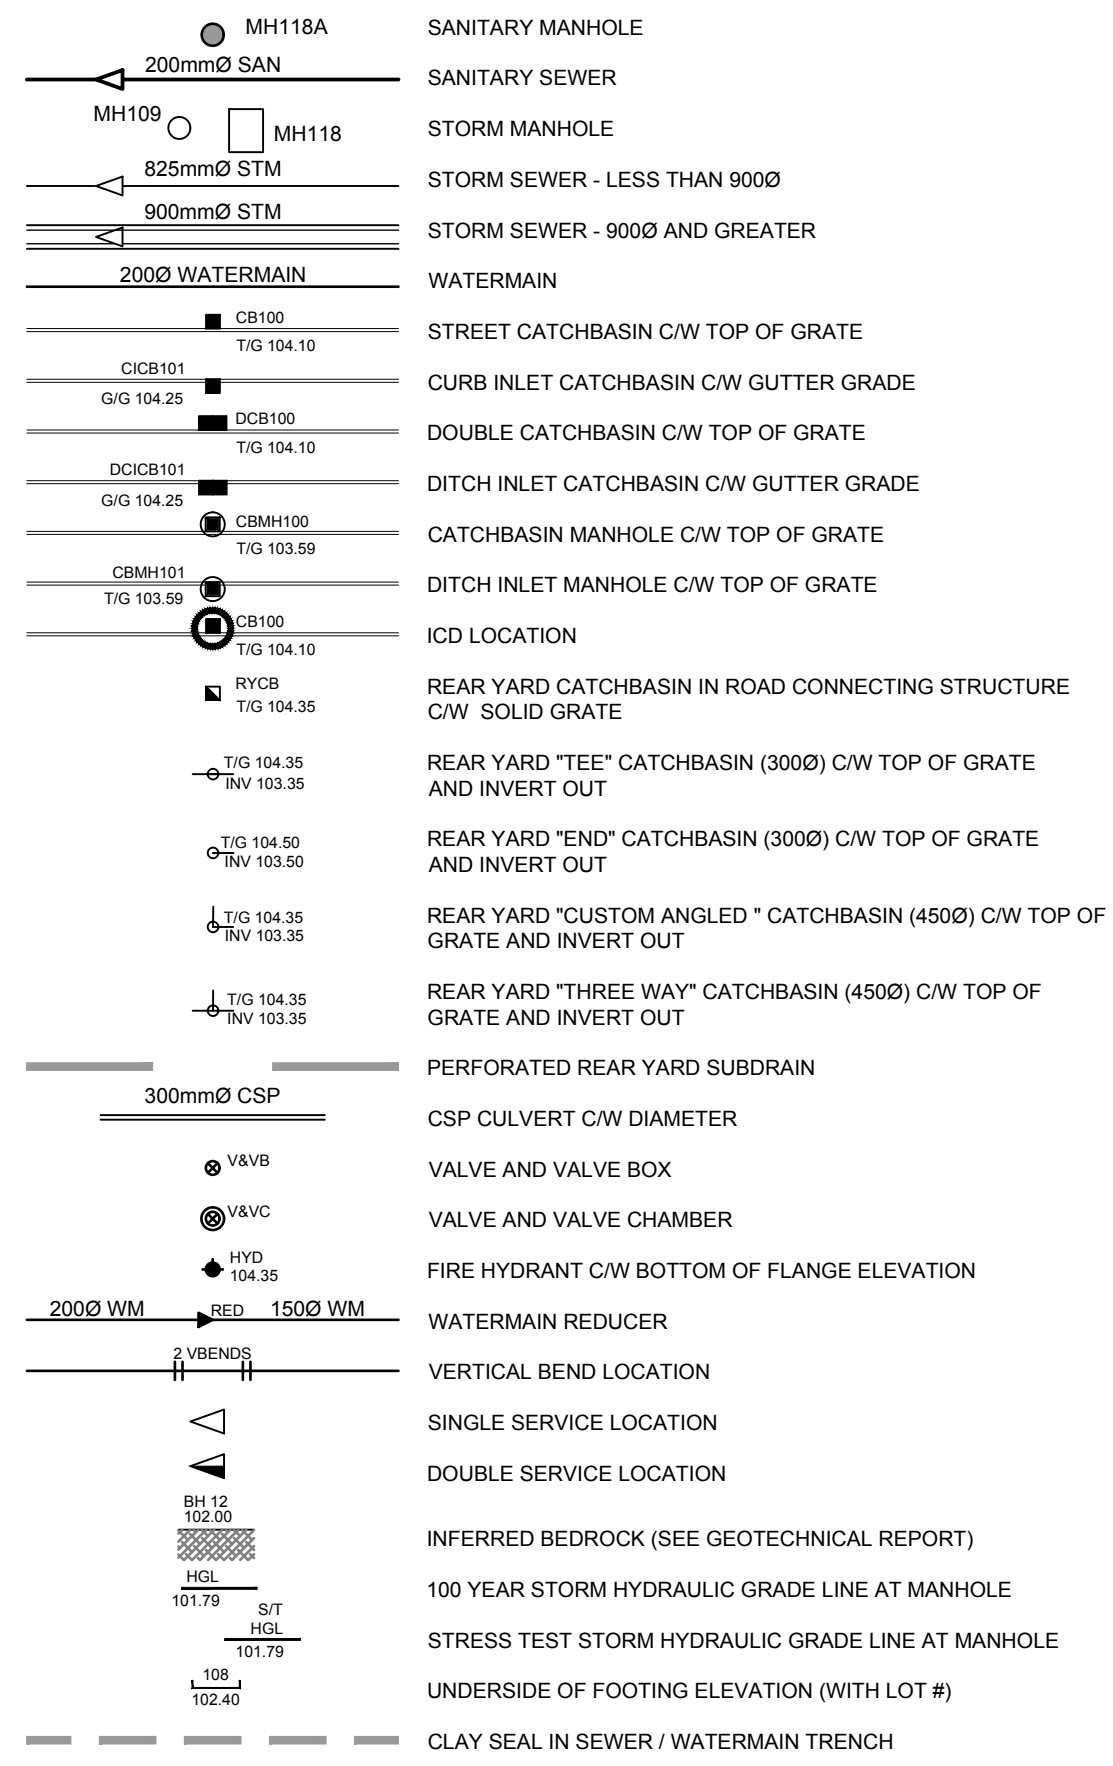 MH118A SANITARY MANHOLE
200mmØ SAN SANITARY SEWER
MH109 MH118 STORM MANHOLE
825mmØ STM STORM SEWER - LESS THAN 900Ø
900mmØ STM STORM SEWER - 900Ø AND GREATER
200Ø WATERMAIN WATERMAIN
CB100
T/G 104.10
STREET CATCHBASIN C/W TOP OF GRATE
CICB101
G/G 104.25
CURB INLET CATCHBASIN C/W GUTTER GRADE
DCB100
T/G 104.10
DOUBLE CATCHBASIN C/W TOP OF GRATE
DCICB101
G/G 104.25
DITCH INLET CATCHBASIN C/W GUTTER GRADE
CBMH100
T/G 103.59
CATCHBASIN MANHOLE C/W TOP OF GRATE
CBMH101
T/G 103.59
DITCH INLET MANHOLE C/W TOP OF GRATE
CB100
T/G 104.10
ICD LOCATION
RYCB
T/G 104.35
REAR YARD CATCHBASIN IN ROAD CONNECTING STRUCTURE
C/W SOLID GRATE
T/G 104.35
INV 103.35
REAR YARD "TEE" CATCHBASIN (300Ø) C/W TOP OF GRATE
AND INVERT OUT
T/G 104.50
INV 103.50
REAR YARD "END" CATCHBASIN (300Ø) C/W TOP OF GRATE
AND INVERT OUT
T/G 104.35
INV 103.35
REAR YARD "CUSTOM ANGLED " CATCHBASIN (450Ø) C/W TOP OF
GRATE AND INVERT OUT
T/G 104.35
INV 103.35
REAR YARD "THREE WAY" CATCHBASIN (450Ø) C/W TOP OF
GRATE AND INVERT OUT
PERFORATED REAR YARD SUBDRAIN
300mmØ CSP CSP CULVERT C/W DIAMETER
V&VB VALVE AND VALVE BOX
V&VC VALVE AND VALVE CHAMBER
HYD
104.35
FIRE HYDRANT C/W BOTTOM OF FLANGE ELEVATION
200Ø WM RED 150Ø WM WATERMAIN REDUCER
2 VBENDS VERTICAL BEND LOCATION
SINGLE SERVICE LOCATION
DOUBLE SERVICE LOCATION
BH 12
102.00
INFERRED BEDROCK (SEE GEOTECHNICAL REPORT)
HGL
101.79
100 YEAR STORM HYDRAULIC GRADE LINE AT MANHOLE
S/T
HGL
101.79
STRESS TEST STORM HYDRAULIC GRADE LINE AT MANHOLE
108
102.40
UNDERSIDE OF FOOTING ELEVATION (WITH LOT #)
CLAY SEAL IN SEWER / WATERMAIN TRENCH